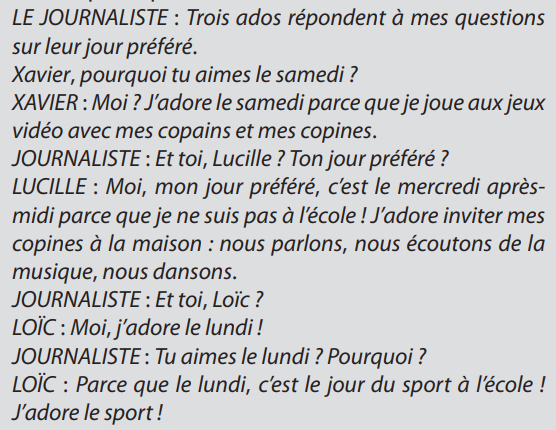 LE JOURNALISTE : Trois ados répondent à mes questions
sur leur jour préféré.
Xavier, pourquoi tu aimes le samedi ?
XAVIER : Moi ? J’adore le samedi parce que je joue aux jeux
vidéo avec mes copains et mes copines.
JOURNALISTE : Et toi, Lucille ? Ton jour préféré ?
LUCILLE : Moi, mon jour préféré, c’est le mercredi après-
midi parce que je ne suis pas à l’école ! J’adore inviter mes
copines à la maison : nous parlons, nous écoutons de la
musique, nous dansons.
JOURNALISTE : Et toi, Loïc ?
LOÏC : Moi, j’adore le lundi !
JOURNALISTE : Tu aimes le lundi ? Pourquoi ?
LOÏC : Parce que le lundi, c’est le jour du sport à l’école !
J’adore le sport !